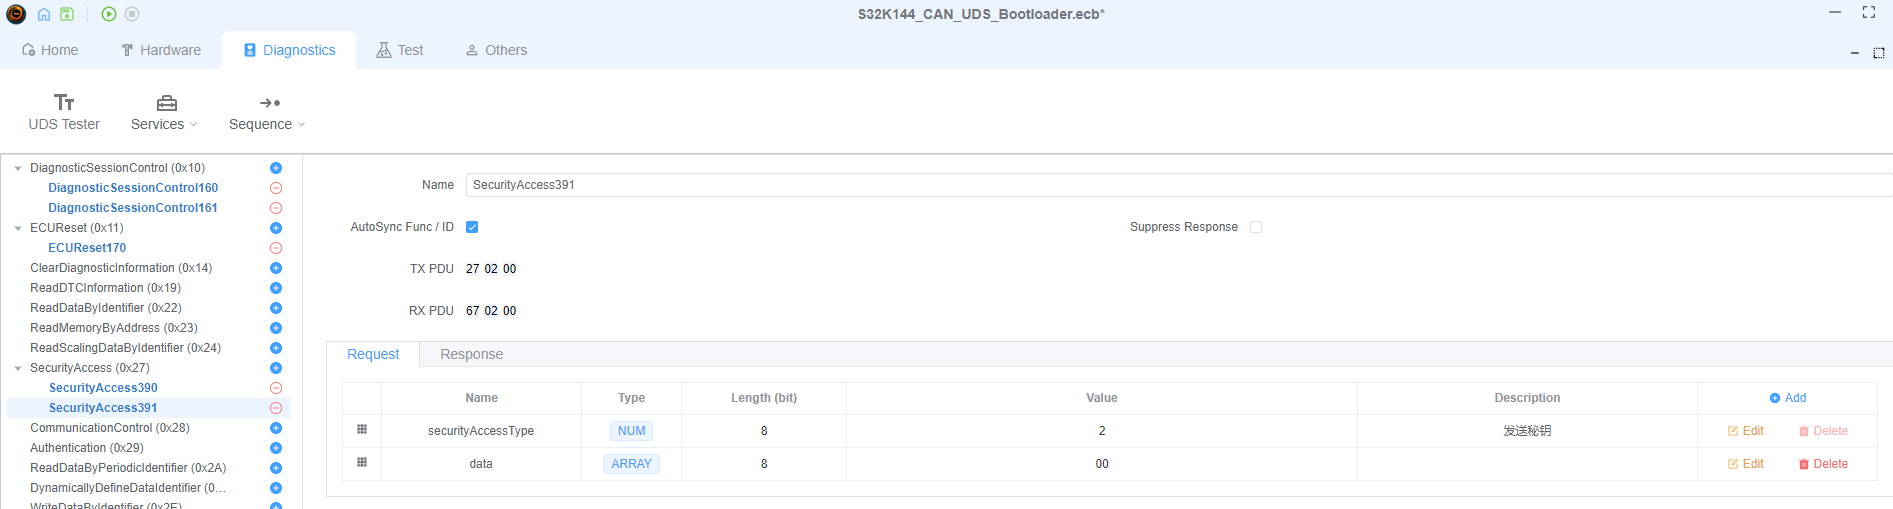 S32K144_CAN_UDS_Bootloader.ecb*
Home Hardware Diagnostics Test Others
UDS Tester Services Sequence
DiagnosticSessionControl (0x10)
DiagnosticSessionControl160
DiagnosticSessionControl161
ECUReset (0x11)
ECUReset170
ClearDiagnosticInformation (0x14)
ReadDTCInformation (0x19)
ReadDataByIdentifier (0x22)
ReadMemoryByAddress (0x23)
ReadScalingDataByIdentifier (0x24)
SecurityAccess (0x27)
SecurityAccess390
SecurityAccess391
CommunicationControl (0x28)
Authentication (0x29)
ReadDataByPeriodicIdentifier (0x2A)
DynamicallyDefineDataIdentifier (0...
WriteDataByIdentifier (0x2E)
Name SecurityAccess391
AutoSync Func / ID Suppress Response
TX PDU 27 02 00
RX PDU 67 02 00
Request Response
Name Type Length (bit) Value Description Add
securityAccessType NUM 8 2 发送秘钥 Edit Delete
data ARRAY 8 00 Edit Delete